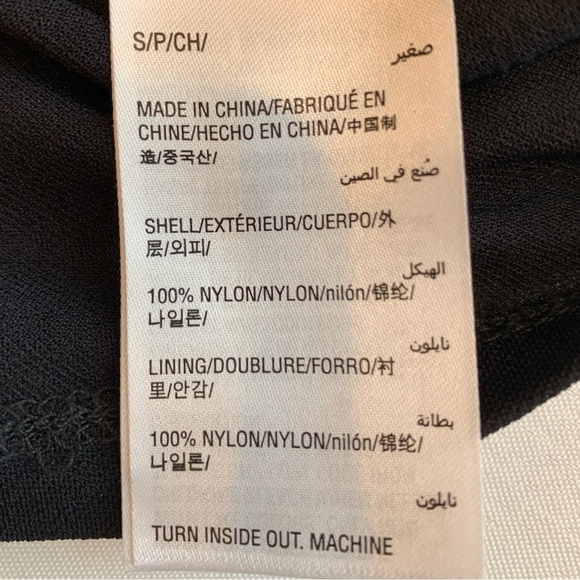 S/P/CH/
صغير
MADE IN CHINA/FABRIQUÉ EN
CHINE/HECHO EN CHINA/中国制
造/중국산/
صُنع في الصين
SHELL/EXTÉRIEUR/CUERPO/外
层/외피/
الهيكل
100% NYLON/NYLON/nilón/锦纶/
나일론/
نايلون
LINING/DOUBLURE/FORRO/衬
里/안감/
بطانة
100% NYLON/NYLON/nilón/锦纶/
나일론/
نايلون
TURN INSIDE OUT. MACHINE